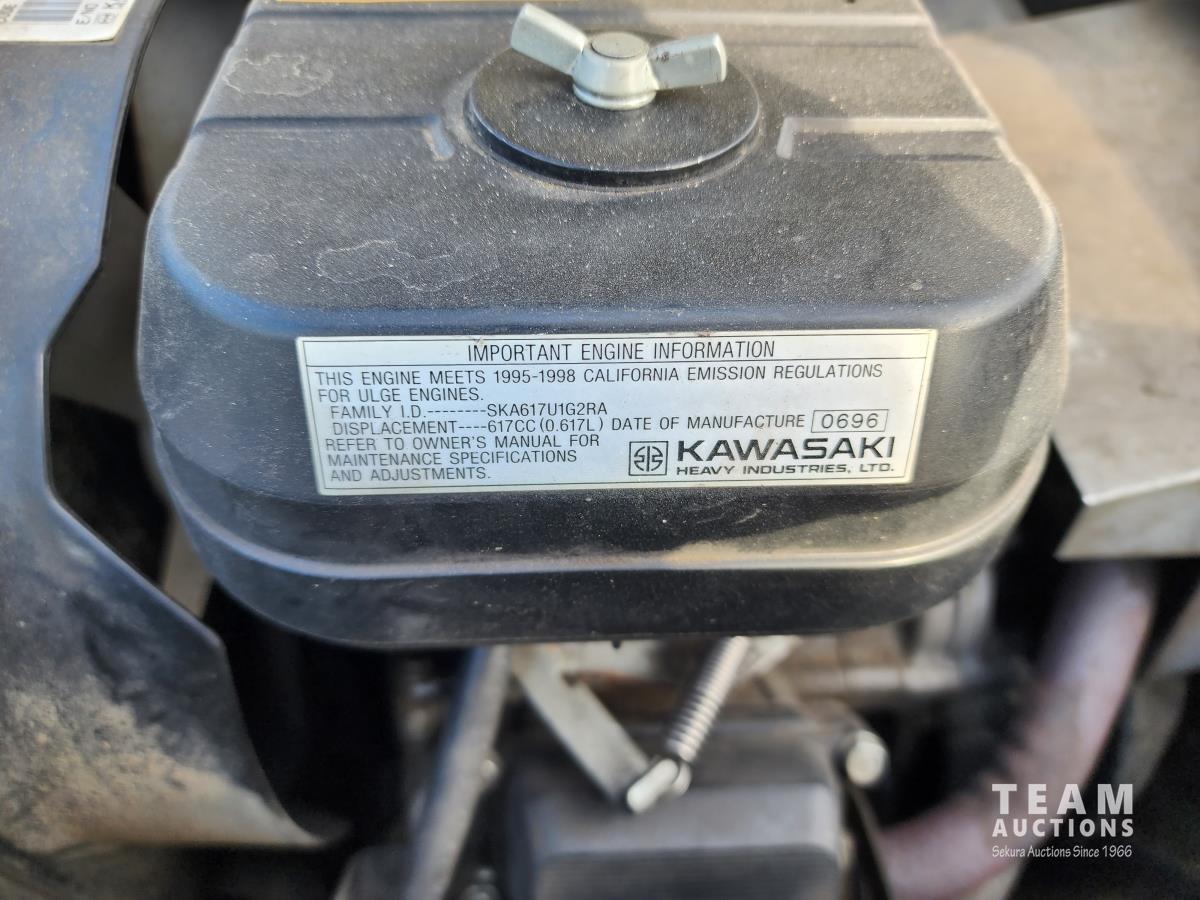 IMPORTANT ENGINE INFORMATION
THIS ENGINE MEETS 1995-1998 CALIFORNIA EMISSION REGULATIONS
FOR ULGE ENGINES.
FAMILY I.D.--------SKA617U1G2RA
DISPLACEMENT----617CC (0.617L) DATE OF MANUFACTURE 0696
REFER TO OWNER'S MANUAL FOR
MAINTENANCE SPECIFICATIONS
AND ADJUSTMENTS.
KAWASAKI
HEAVY INDUSTRIES, LTD.
E/NO
TEAM
AUCTIONS
Sekura Auctions Since 1966